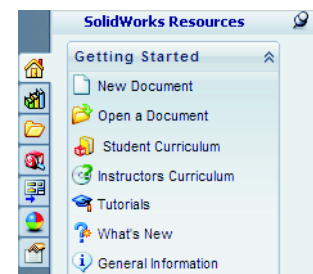 SolidWorks Resources
Getting Started
New Document
Open a Document
Student Curriculum
Instructors Curriculum
Tutorials
What's New
General Information